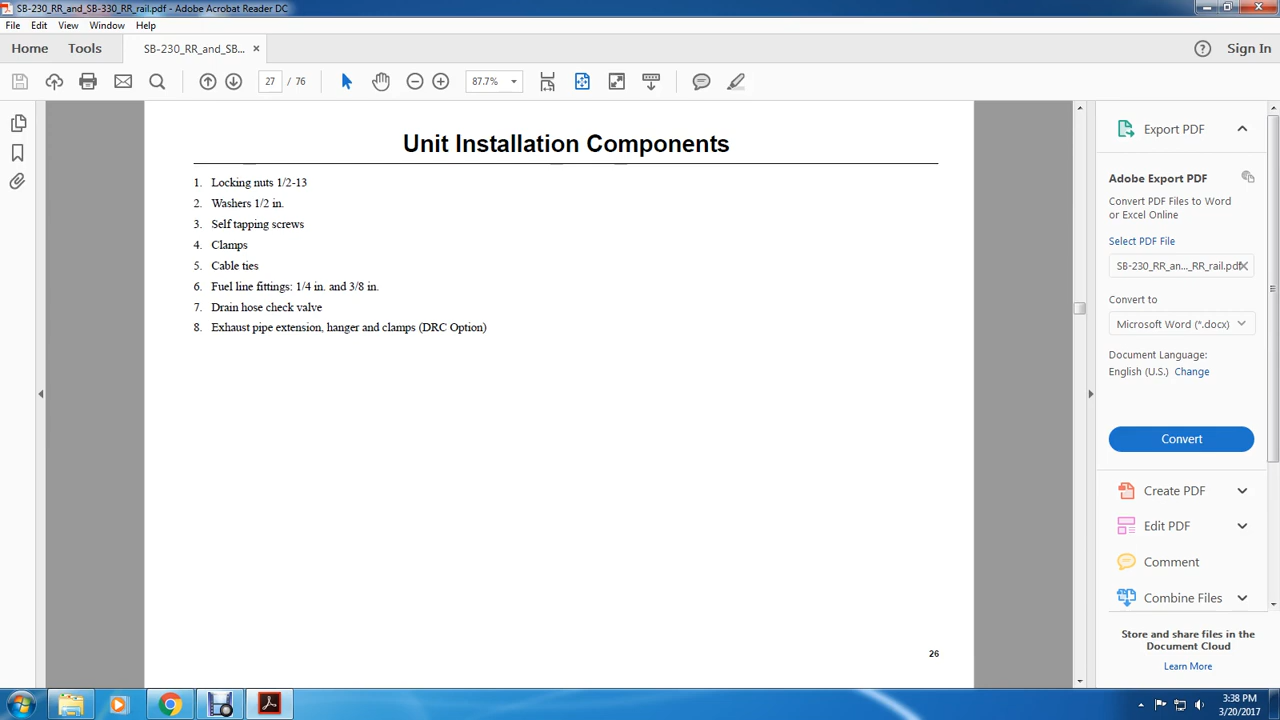 SB-230_RR_and_SB-330_RR_rail.pdf - Adobe Acrobat Reader DC
File Edit View Window Help
Home Tools SB-230_RR_and_SB... × ? Sign In
27 / 76 87.7%
Unit Installation Components
1. Locking nuts 1/2-13
2. Washers 1/2 in.
3. Self tapping screws
4. Clamps
5. Cable ties
6. Fuel line fittings: 1/4 in. and 3/8 in.
7. Drain hose check valve
8. Exhaust pipe extension, hanger and clamps (DRC Option)
26
Export PDF
Adobe Export PDF
Convert PDF Files to Word
or Excel Online
Select PDF File
SB-230_RR_an..._RR_rail.pdf
Convert to
Microsoft Word (*.docx)
Document Language:
English (U.S.) Change
Convert
Create PDF
Edit PDF
Comment
Combine Files
Store and share files in the
Document Cloud
Learn More
3:38 PM
3/20/2017